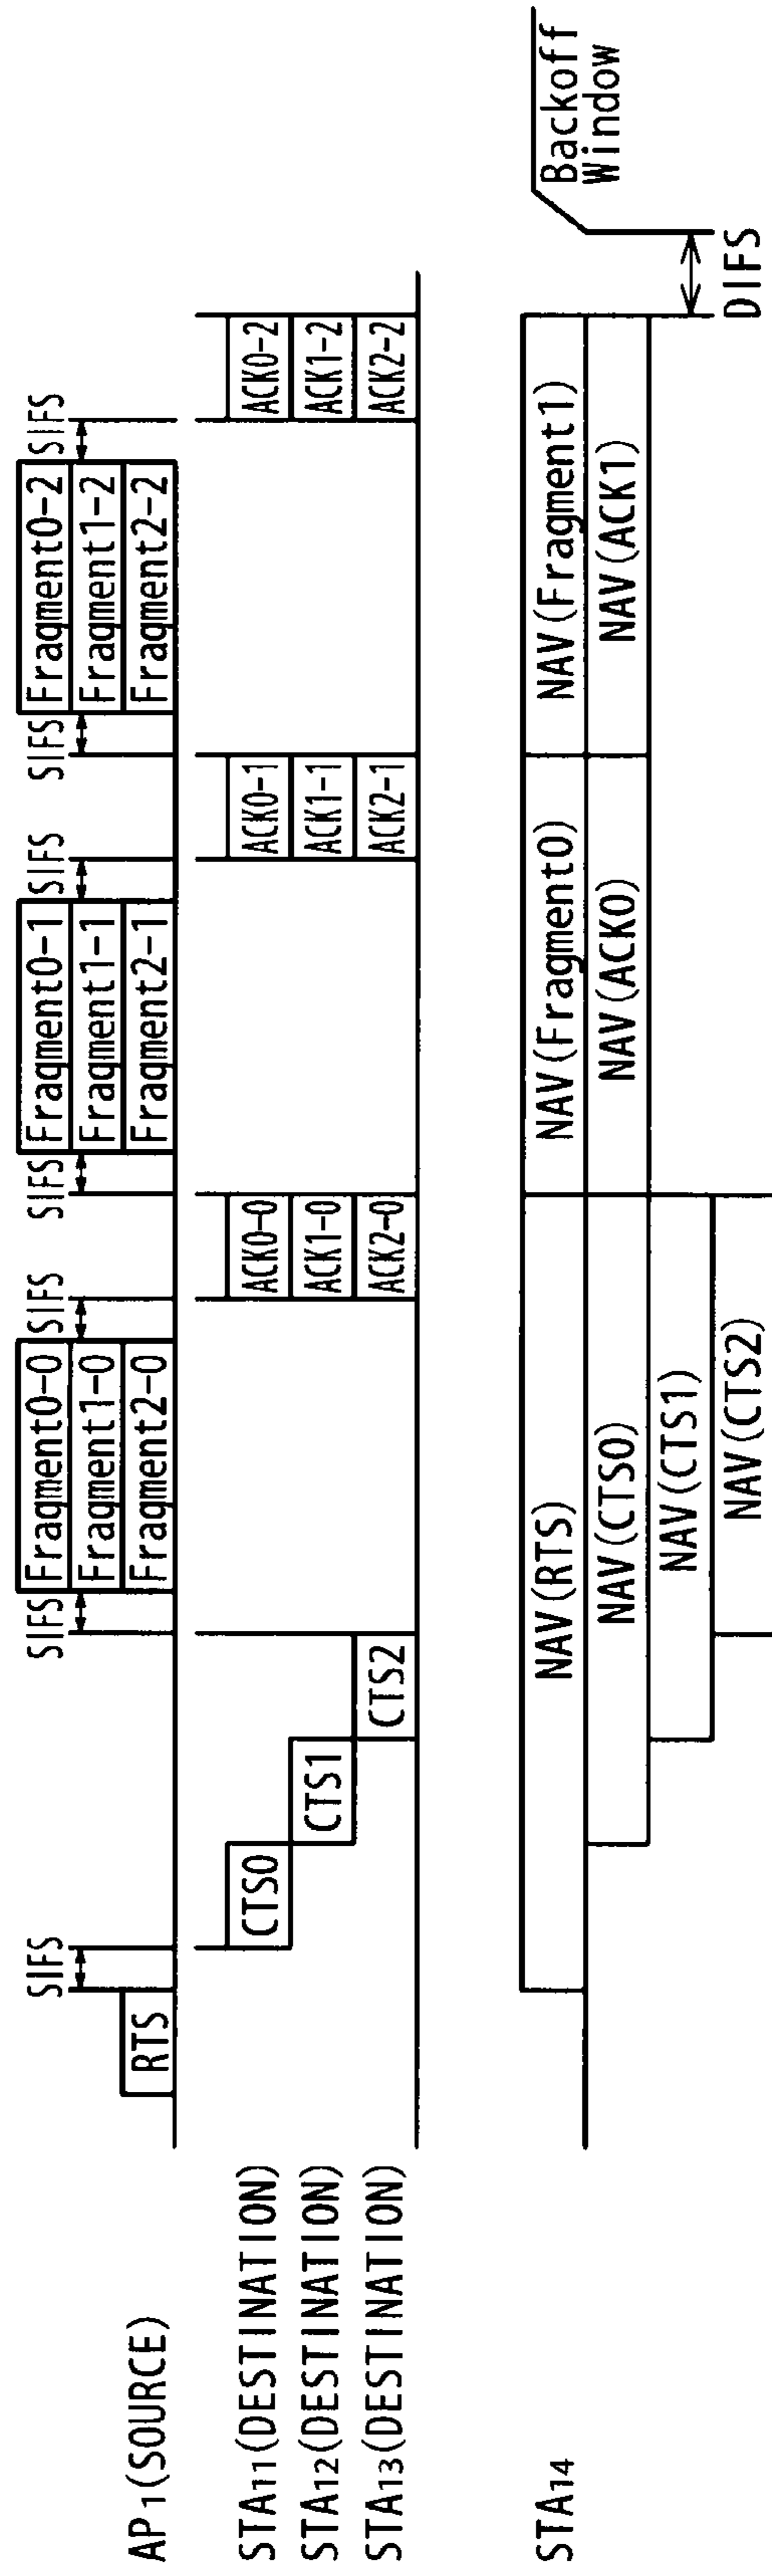 AP1(SOURCE)
RTS
SIFS
SIFS
Fragment0-0
Fragment1-0
Fragment2-0
SIFS
SIFS
Fragment0-1
Fragment1-1
Fragment2-1
SIFS
SIFS
Fragment0-2
Fragment1-2
Fragment2-2
SIFS
STA11(DESTINATION)
CTS0
ACK0-0
ACK0-1
ACK0-2
STA12(DESTINATION)
CTS1
ACK1-0
ACK1-1
ACK1-2
STA13(DESTINATION)
CTS2
ACK2-0
ACK2-1
ACK2-2
STA14
NAV(RTS)
NAV(Fragment0)
NAV(Fragment1)
Backoff
Window
NAV(CTS0)
NAV(ACK0)
NAV(ACK1)
NAV(CTS1)
NAV(CTS2)
DIFS